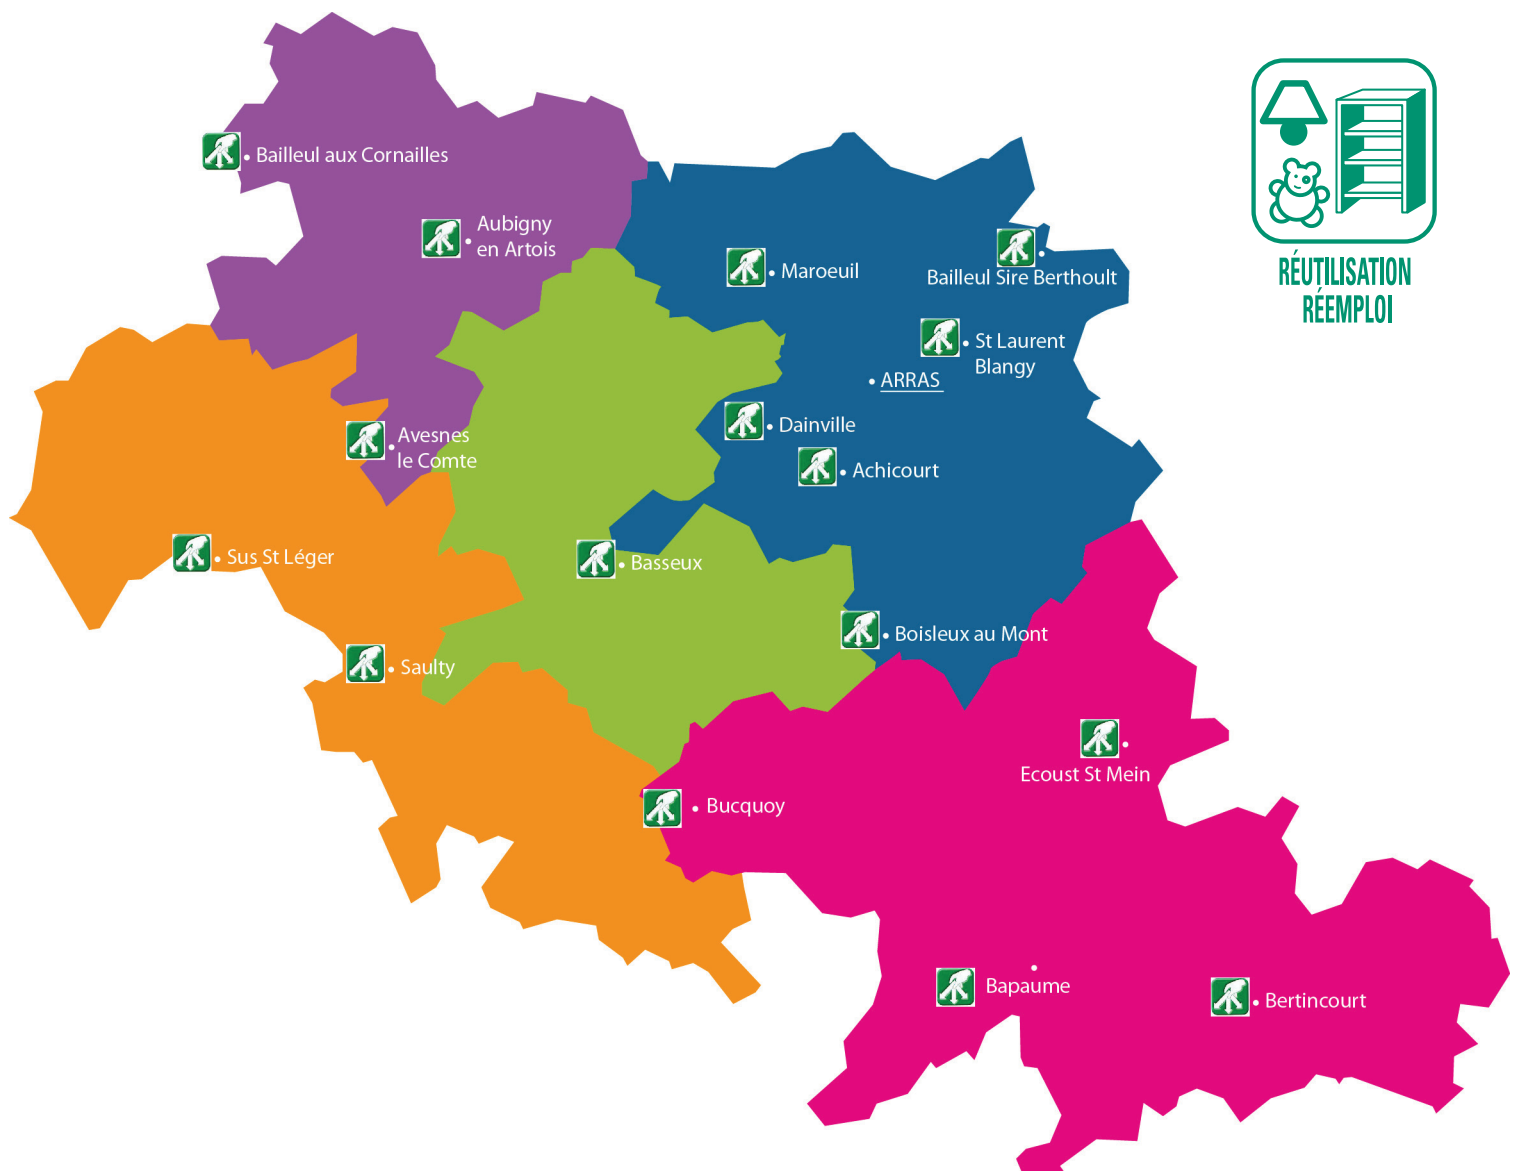 Bailleul aux Cornailles
Aubigny
en Artois
Maroeuil
Bailleul Sire Berthoult
RÉUTILISATION
RÉEMPLOI
St Laurent
Blangy
ARRAS
Avesnes
le Comte
Dainville
Achicourt
Sus St Léger
Basseux
Boisleux au Mont
Saulty
Ecoust St Mein
Bucquoy
Bapaume
Bertincourt